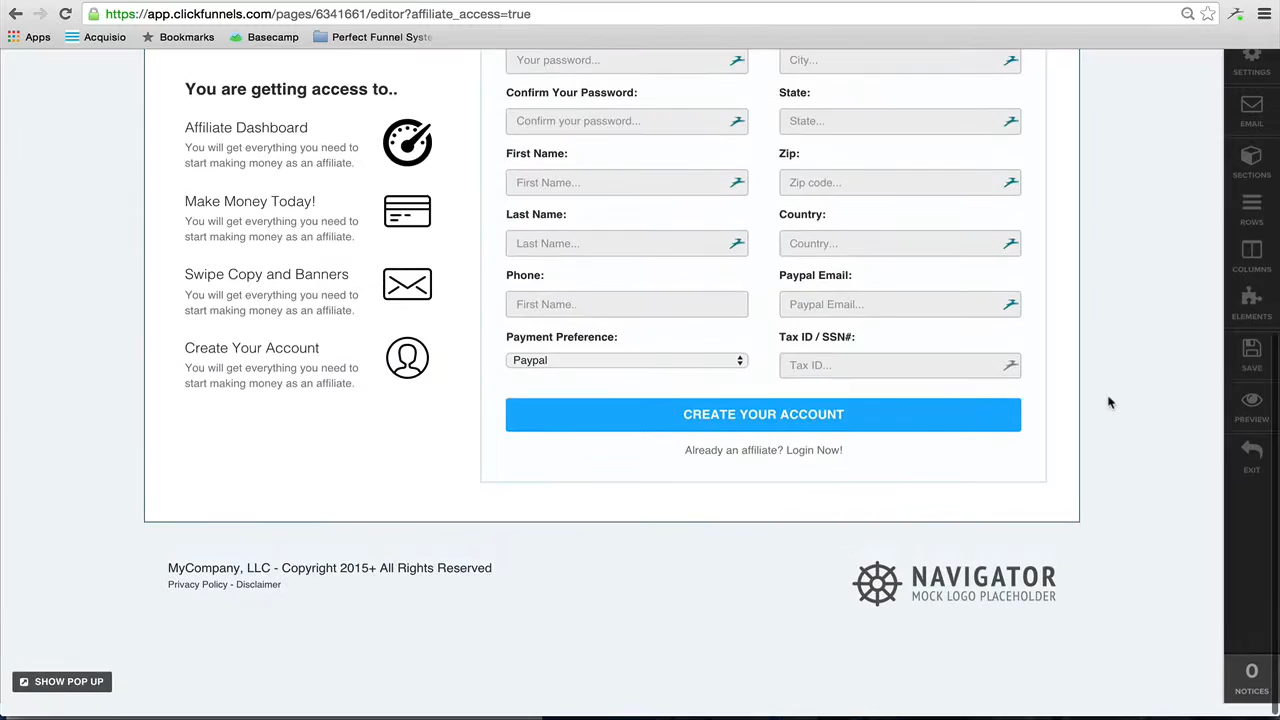 https://app.clickfunnels.com/pages/6341661/editor?affiliate_access=true
Apps
Acquisio
Bookmarks
Basecamp
Perfect Funnel Syste
You are getting access to..
Affiliate Dashboard
You will get everything you need to
start making money as an affiliate.
Make Money Today!
You will get everything you need to
start making money as an affiliate.
Swipe Copy and Banners
You will get everything you need to
start making money as an affiliate.
Create Your Account
You will get everything you need to
start making money as an affiliate.
Your password...
City...
Confirm Your Password:
State:
Confirm your password...
State...
First Name:
Zip:
First Name...
Zip code...
Last Name:
Country:
Last Name...
Country...
Phone:
Paypal Email:
First Name..
Paypal Email...
Payment Preference:
Tax ID / SSN#:
Paypal
Tax ID...
CREATE YOUR ACCOUNT
Already an affiliate? Login Now!
MyCompany, LLC - Copyright 2015+ All Rights Reserved
Privacy Policy - Disclaimer
NAVIGATOR
MOCK LOGO PLACEHOLDER
SHOW POP UP
SETTINGS
EMAIL
SECTIONS
ROWS
COLUMNS
ELEMENTS
SAVE
PREVIEW
EXIT
0
NOTICES